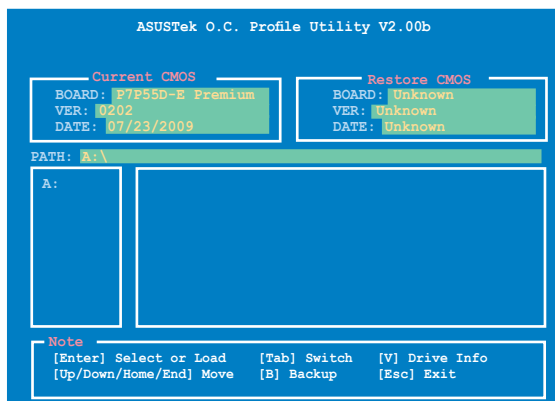 ASUSTek O.C. Profile Utility V2.00b
Current CMOS
BOARD: P7P55D-E Premium
VER: 0202
DATE: 07/23/2009
Restore CMOS
BOARD: Unknown
VER: Unknown
DATE: Unknown
PATH: A:\
A:
Note
[Enter] Select or Load [Tab] Switch [V] Drive Info
[Up/Down/Home/End] Move [B] Backup [Esc] Exit